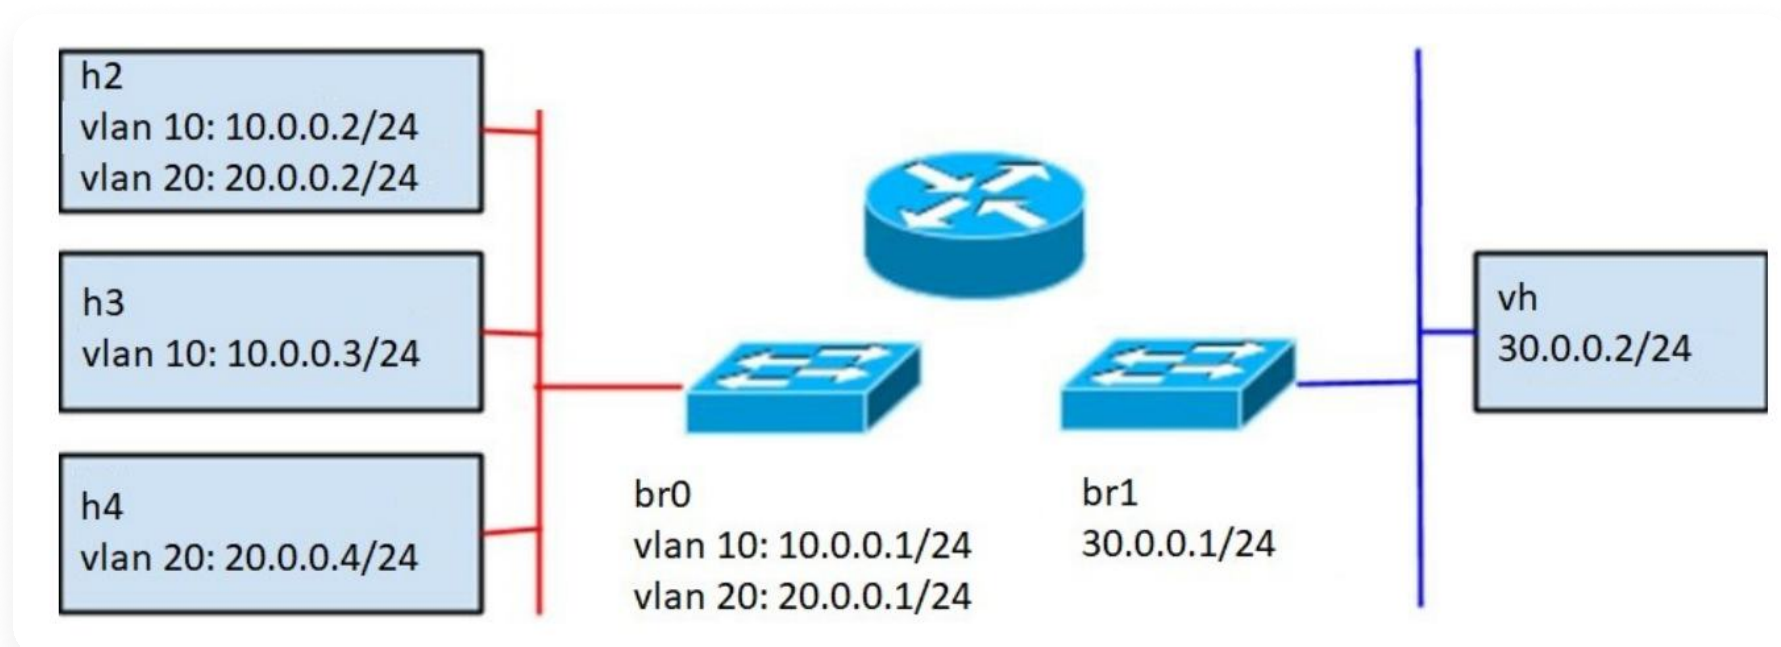 h2
vlan 10: 10.0.0.2/24
vlan 20: 20.0.0.2/24
h3
vlan 10: 10.0.0.3/24
h4
vlan 20: 20.0.0.4/24
br0
vlan 10: 10.0.0.1/24
vlan 20: 20.0.0.1/24
br1
30.0.0.1/24
vh
30.0.0.2/24